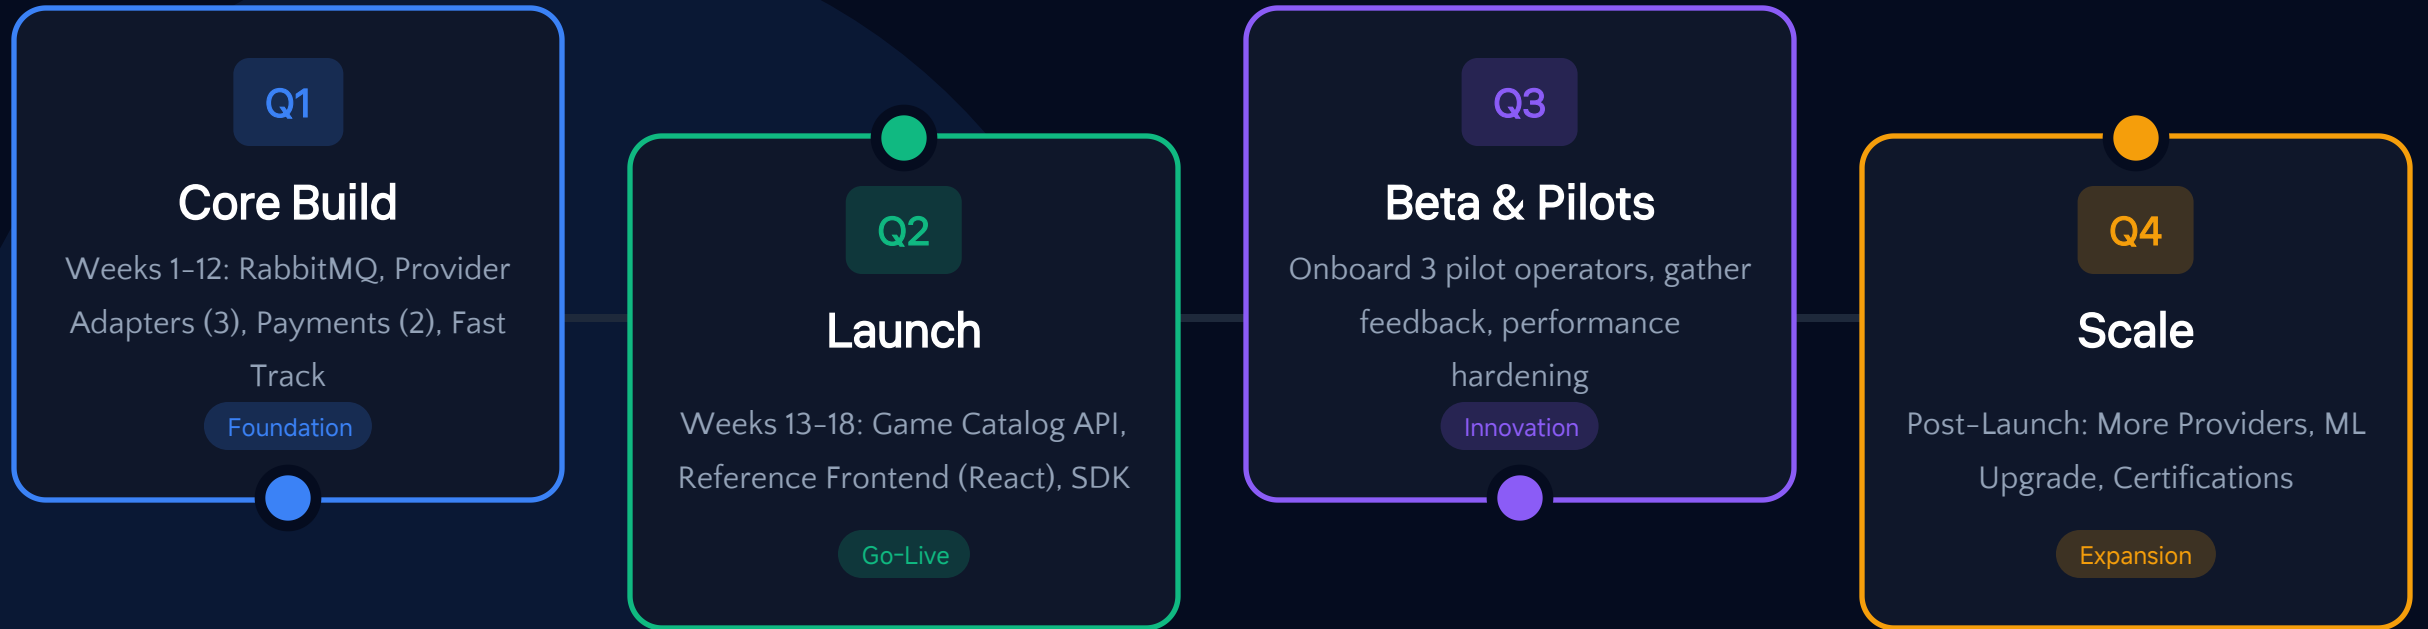 Q1
Core Build
Weeks 1–12: RabbitMQ, Provider
Adapters (3), Payments (2), Fast
Track
Foundation
Q2
Launch
Weeks 13–18: Game Catalog API,
Reference Frontend (React), SDK
Go-Live
Q3
Beta & Pilots
Onboard 3 pilot operators, gather
feedback, performance
hardening
Innovation
Q4
Scale
Post-Launch: More Providers, ML
Upgrade, Certifications
Expansion